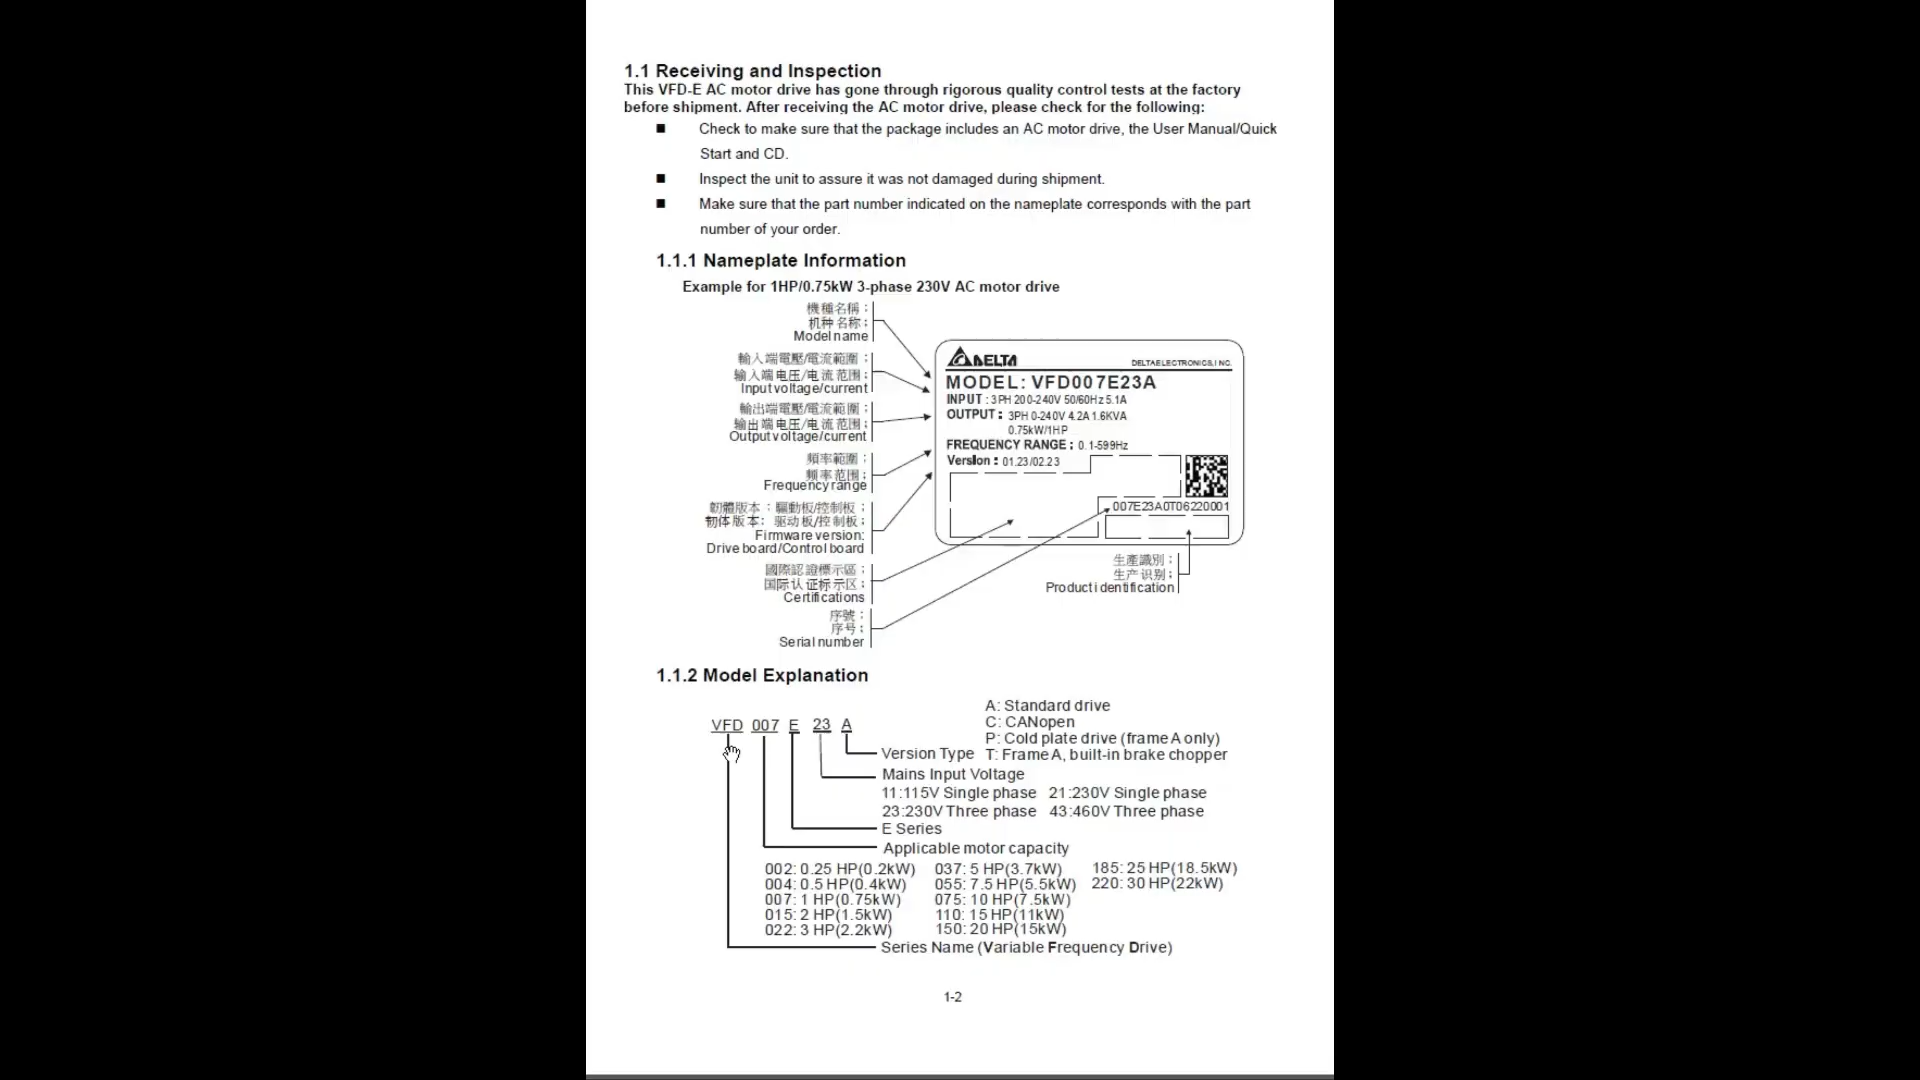 1.1 Receiving and Inspection
This VFD-E AC motor drive has gone through rigorous quality control tests at the factory
before shipment. After receiving the AC motor drive, please check for the following:
■ Check to make sure that the package includes an AC motor drive, the User Manual/Quick
Start and CD.
■ Inspect the unit to assure it was not damaged during shipment.
■ Make sure that the part number indicated on the nameplate corresponds with the part
number of your order.
1.1.1 Nameplate Information
Example for 1HP/0.75kW 3-phase 230V AC motor drive
機種名稱：
机种名称：
Model name
輸入端電壓/電流範圍：
输入端电压/电流范围：
Input voltage/current
輸出端電壓/電流範圍：
输出端电压/电流范围：
Output voltage/current
頻率範圍：
频率范围：
Frequency range
韌體版本：驅動板/控制板：
韧体版本：驱动板/控制板：
Firmware version:
Drive board/Control board
國際認證標示區：
国际认证标示区：
Certifications
序號：
序号：
Serial number
DELTA DELTA ELECTRONICS, INC.
MODEL: VFD007E23A
INPUT : 3PH 200-240V 50/60Hz 5.1A
OUTPUT : 3PH 0-240V 4.2A 1.6KVA
0.75kW/1HP
FREQUENCY RANGE : 0.1-599Hz
Version : 01.23/02.23
007E23A0T06220001
生產識別：
生产识别：
Product identification
1.1.2 Model Explanation
VFD 007 E 23 A
A: Standard drive
C: CANopen
P: Cold plate drive (frame A only)
Version Type T: Frame A, built-in brake chopper
Mains Input Voltage
11:115V Single phase 21:230V Single phase
23:230V Three phase 43:460V Three phase
E Series
Applicable motor capacity
002: 0.25 HP(0.2kW) 037: 5 HP(3.7kW) 185: 25 HP(18.5kW)
004: 0.5 HP(0.4kW) 055: 7.5 HP(5.5kW) 220: 30 HP(22kW)
007: 1 HP(0.75kW) 075: 10 HP(7.5kW)
015: 2 HP(1.5kW) 110: 15 HP(11kW)
022: 3 HP(2.2kW) 150: 20 HP(15kW)
Series Name (Variable Frequency Drive)
1-2